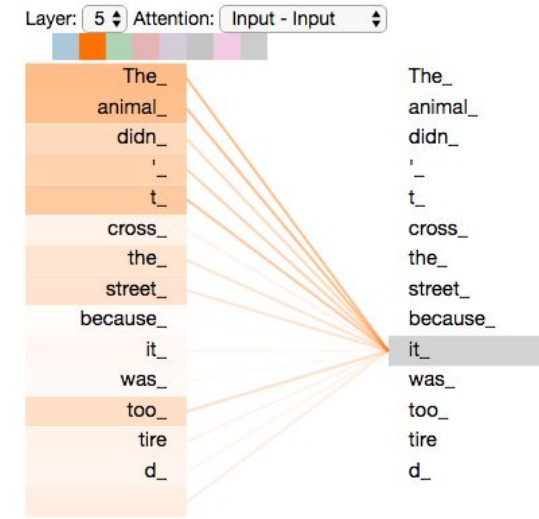 Layer: 5 Attention: Input - Input
The_ The_
animal_ animal_
didn_ didn_
'_ '_
t_ t_
cross_ cross_
the_ the_
street_ street_
because_ because_
it_ it_
was_ was_
too_ too_
tire tire
d_ d_